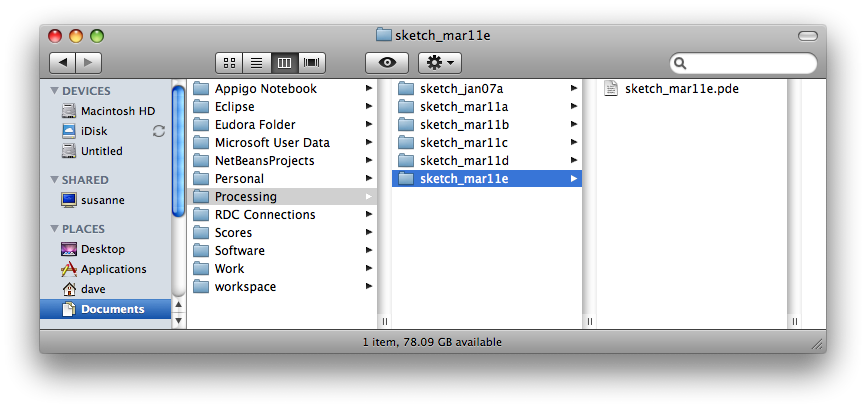 sketch_mar11e
DEVICES
Macintosh HD
iDisk
Untitled
SHARED
susanne
PLACES
Desktop
Applications
dave
Documents
Appigo Notebook
Eclipse
Eudora Folder
Microsoft User Data
NetBeansProjects
Personal
Processing
RDC Connections
Scores
Software
Work
workspace
sketch_jan07a
sketch_mar11a
sketch_mar11b
sketch_mar11c
sketch_mar11d
sketch_mar11e
sketch_mar11e.pde
1 item, 78.09 GB available